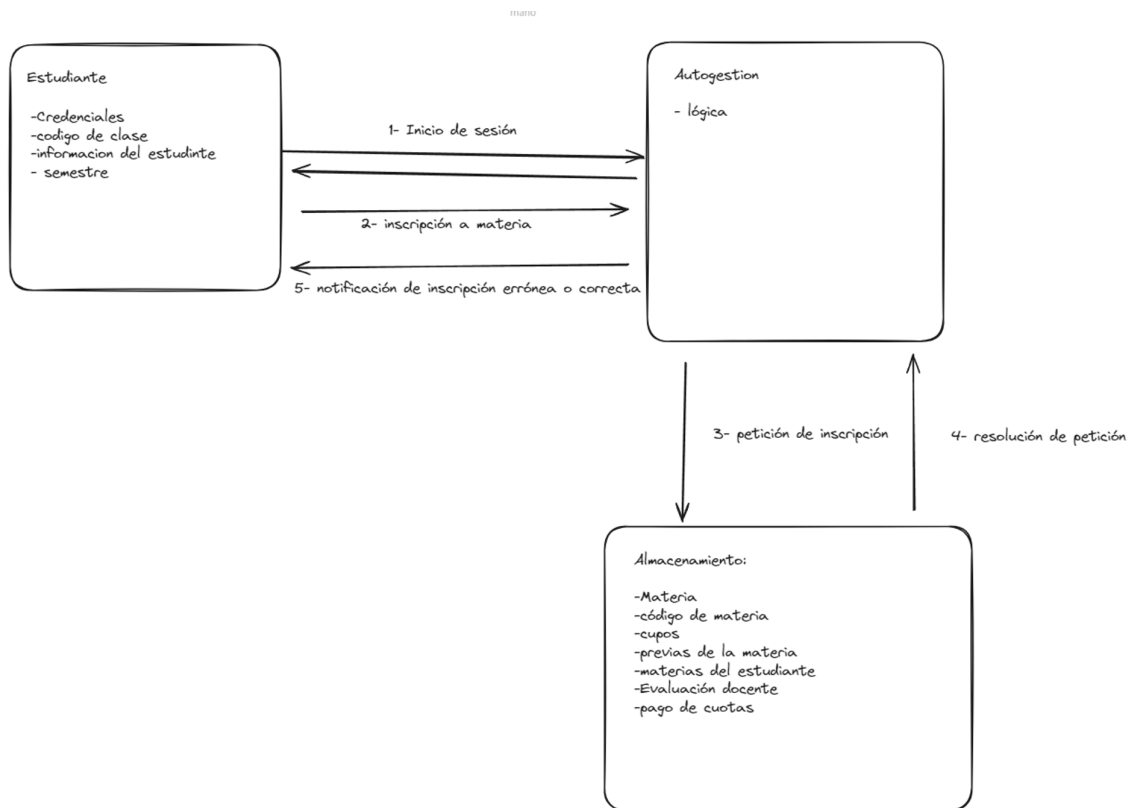 Estudiante
-Credenciales
-codigo de clase
-informacion del estudinte
- semestre
1- Inicio de sesión
2- inscripción a materia
5- notificación de inscripción errónea o correcta
Autogestion
- lógica
3- petición de inscripción
4- resolución de petición
Almacenamiento:
-Materia
-código de materia
-cupos
-previas de la materia
-materias del estudiante
-Evaluación docente
-pago de cuotas